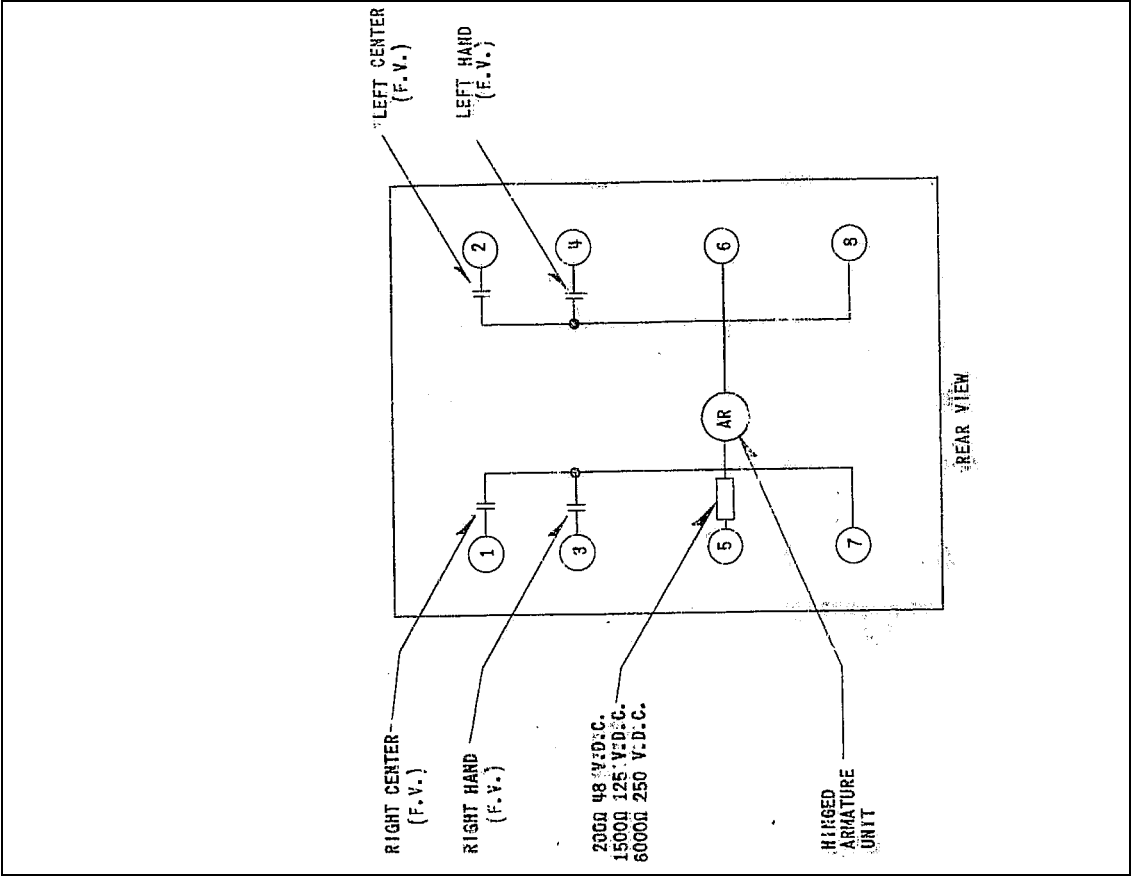 LEFT CENTER
(F.V.)
LEFT HAND
(F.V.)
2
4
6
8
AR
REAR VIEW
1
3
5
7
RIGHT CENTER
(F.V.)
RIGHT HAND
(F.V.)
200Ω 48 V.D.C.
1500Ω 125 V.D.C.
6000Ω 250 V.D.C.
HINGED
ARMATURE
UNIT